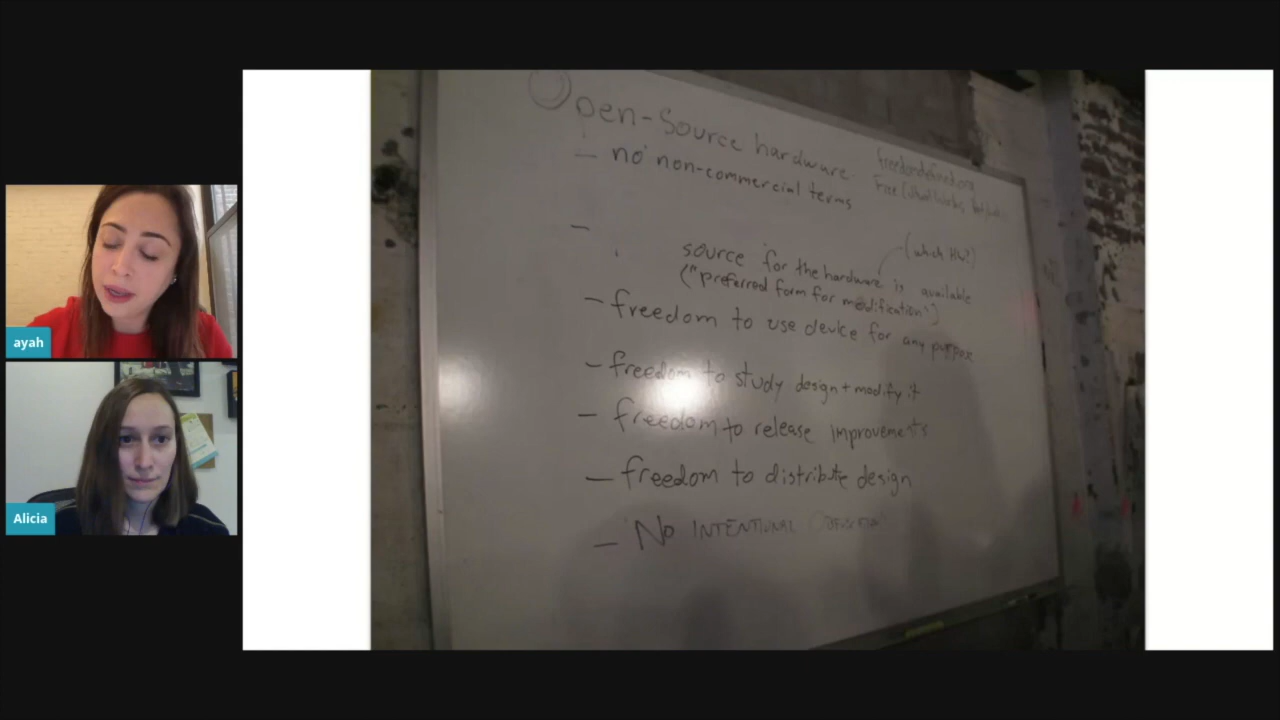 Open-Source hardware
freedomdefined.org
- no non-commercial terms
Free
-
(which HW?)
source for the hardware is available
("preferred form for modification")
- freedom to use device for any purpose
- freedom to study design + modify it
- freedom to release improvements
- freedom to distribute design
- No INTENTIONAL
ayah
Alicia